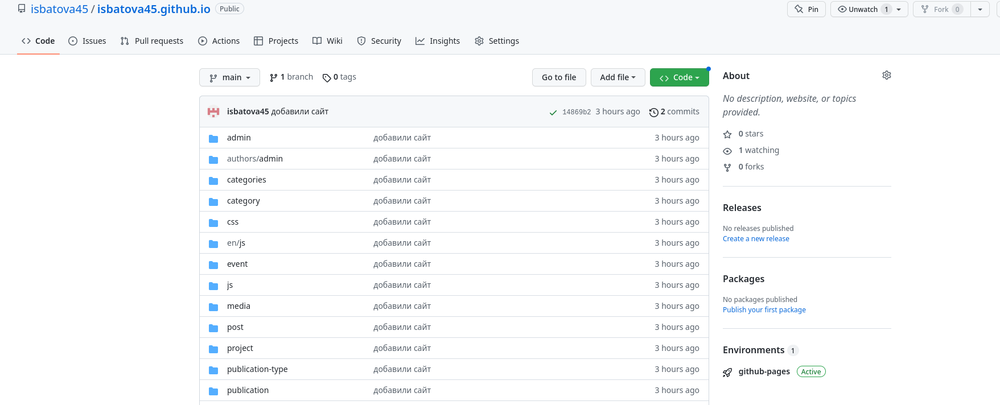 isbatova45 / isbatova45.github.io Public
Pin Unwatch 1 Fork 0
Code Issues Pull requests Actions Projects Wiki Security Insights Settings
main 1 branch 0 tags Go to file Add file Code
isbatova45 добавили сайт 14869b2 3 hours ago 2 commits
admin добавили сайт 3 hours ago
authors/admin добавили сайт 3 hours ago
categories добавили сайт 3 hours ago
category добавили сайт 3 hours ago
css добавили сайт 3 hours ago
en/js добавили сайт 3 hours ago
event добавили сайт 3 hours ago
js добавили сайт 3 hours ago
media добавили сайт 3 hours ago
post добавили сайт 3 hours ago
project добавили сайт 3 hours ago
publication-type добавили сайт 3 hours ago
publication добавили сайт 3 hours ago
About
No description, website, or topics
provided.
0 stars
1 watching
0 forks
Releases
No releases published
Create a new release
Packages
No packages published
Publish your first package
Environments 1
github-pages Active